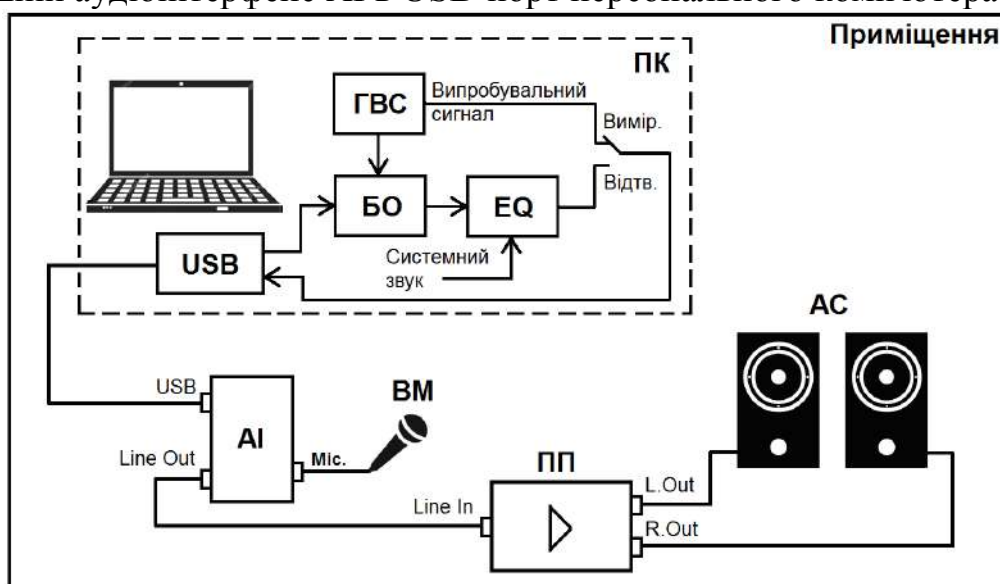 Приміщення
ПК
ГВС
Випробувальний
сигнал
Вимір.
Відтв.
БО
EQ
USB
Системний
звук
АС
USB
ВМ
АІ
Line Out
Mic.
ПП
Line In
L.Out
R.Out